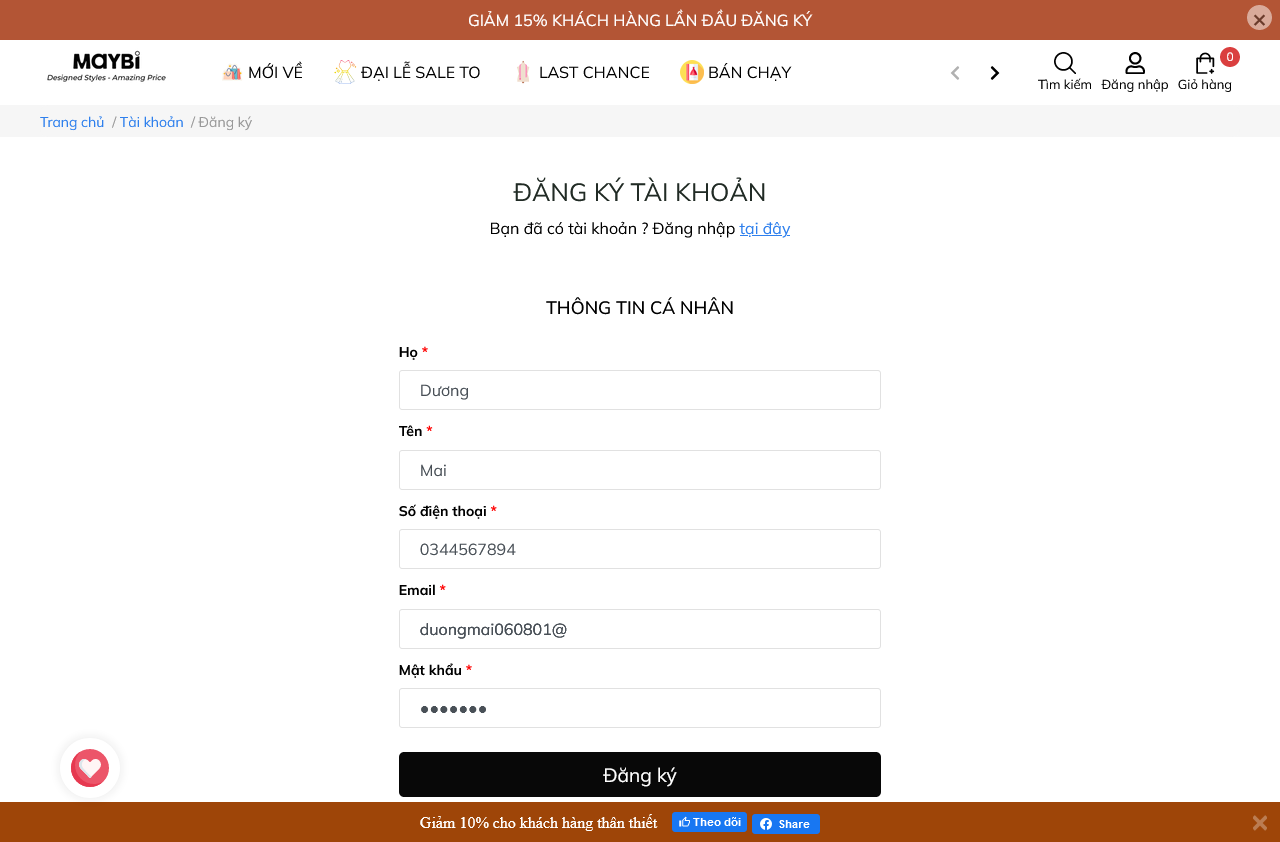 GIẢM 15% KHÁCH HÀNG LẦN ĐẦU ĐĂNG KÝ
MAYBi
Designed Styles - Amazing Price
MỚI VỀ
ĐẠI LỄ SALE TO
LAST CHANCE
BÁN CHẠY
Tìm kiếm
Đăng nhập
0
Giỏ hàng
Trang chủ / Tài khoản / Đăng ký
ĐĂNG KÝ TÀI KHOẢN
Bạn đã có tài khoản ? Đăng nhập tại đây
THÔNG TIN CÁ NHÂN
Họ *
Dương
Tên *
Mai
Số điện thoại *
0344567894
Email *
duongmai060801@
Mật khẩu *
•••••••
Đăng ký
Giảm 10% cho khách hàng thân thiết
Theo dõi
Share